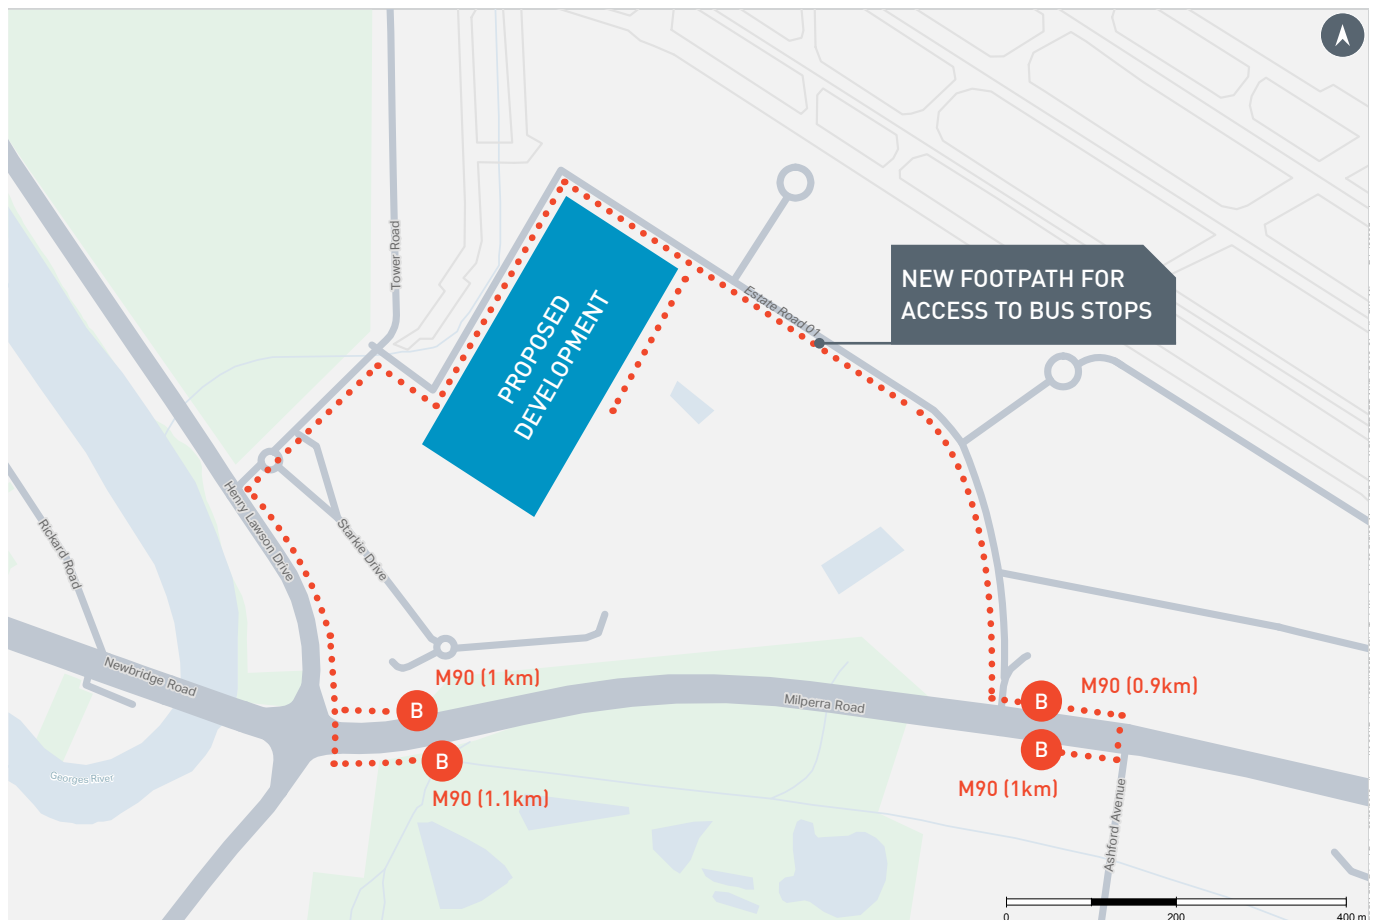 Tower Road
NEW FOOTPATH FOR
ACCESS TO BUS STOPS
Estate Road 01
PROPOSED
DEVELOPMENT
Henry Lawson Drive
Starkie Drive
Rickard Road
Newbridge Road
Georges River
M90 (1 km)
B
B
M90 (1.1km)
Milperra Road
M90 (0.9km)
B
B
M90 (1km)
Ashford Avenue
0
200
400 m